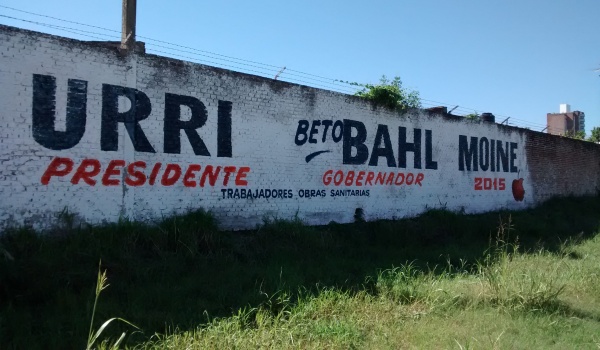 URRI BETO BAHL MOINE
PRESIDENTE GOBERNADOR 2015
TRABAJADORES OBRAS SANITARIAS